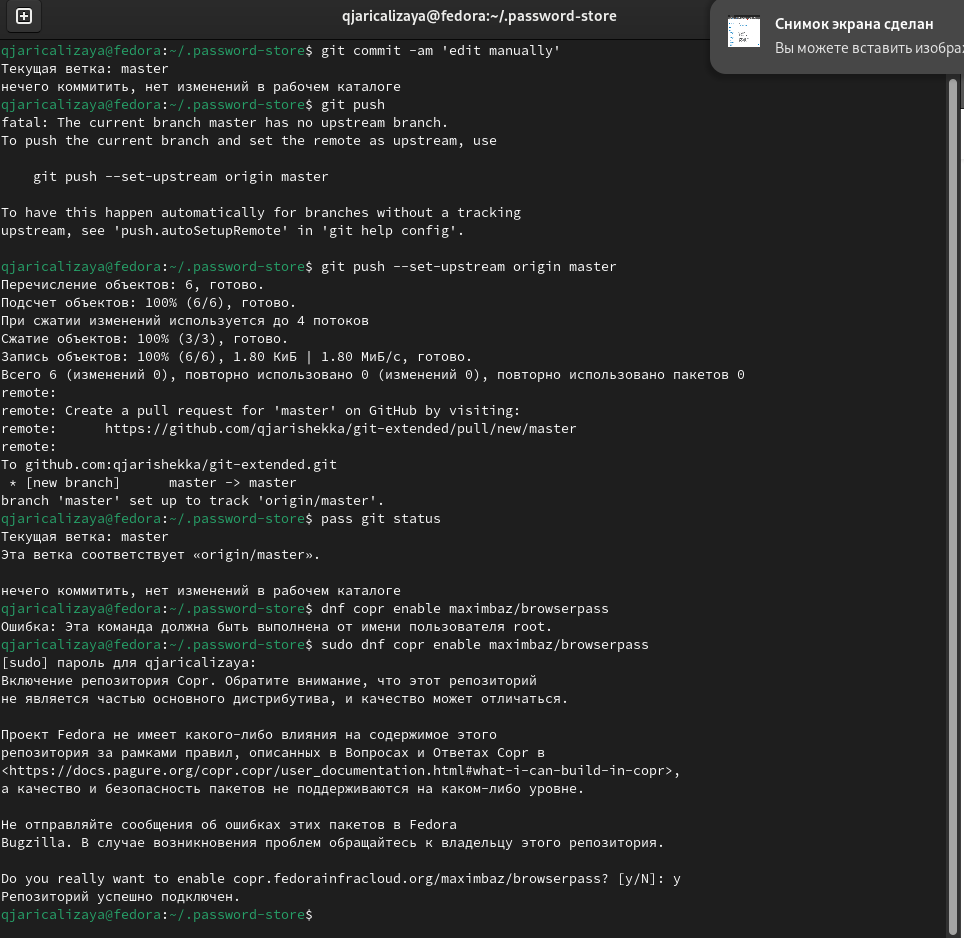 qjaricalizaya@fedora:~/.password-store
Снимок экрана сделан
Вы можете вставить изобра
qjaricalizaya@fedora:~/.password-store$ git commit -am 'edit manually'
Текущая ветка: master
нечего коммитить, нет изменений в рабочем каталоге
qjaricalizaya@fedora:~/.password-store$ git push
fatal: The current branch master has no upstream branch.
To push the current branch and set the remote as upstream, use

    git push --set-upstream origin master

To have this happen automatically for branches without a tracking
upstream, see 'push.autoSetupRemote' in 'git help config'.

qjaricalizaya@fedora:~/.password-store$ git push --set-upstream origin master
Перечисление объектов: 6, готово.
Подсчет объектов: 100% (6/6), готово.
При сжатии изменений используется до 4 потоков
Сжатие объектов: 100% (3/3), готово.
Запись объектов: 100% (6/6), 1.80 КиБ | 1.80 МиБ/с, готово.
Всего 6 (изменений 0), повторно использовано 0 (изменений 0), повторно использовано пакетов 0
remote:
remote: Create a pull request for 'master' on GitHub by visiting:
remote:      https://github.com/qjarishekka/git-extended/pull/new/master
remote:
To github.com:qjarishekka/git-extended.git
 * [new branch]      master -> master
branch 'master' set up to track 'origin/master'.
qjaricalizaya@fedora:~/.password-store$ pass git status
Текущая ветка: master
Эта ветка соответствует «origin/master».

нечего коммитить, нет изменений в рабочем каталоге
qjaricalizaya@fedora:~/.password-store$ dnf copr enable maximbaz/browserpass
Ошибка: Эта команда должна быть выполнена от имени пользователя root.
qjaricalizaya@fedora:~/.password-store$ sudo dnf copr enable maximbaz/browserpass
[sudo] пароль для qjaricalizaya:
Включение репозитория Copr. Обратите внимание, что этот репозиторий
не является частью основного дистрибутива, и качество может отличаться.

Проект Fedora не имеет какого-либо влияния на содержимое этого
репозитория за рамками правил, описанных в Вопросах и Ответах Copr в
<https://docs.pagure.org/copr.copr/user_documentation.html#what-i-can-build-in-copr>,
а качество и безопасность пакетов не поддерживаются на каком-либо уровне.

Не отправляйте сообщения об ошибках этих пакетов в Fedora
Bugzilla. В случае возникновения проблем обращайтесь к владельцу этого репозитория.

Do you really want to enable copr.fedorainfracloud.org/maximbaz/browserpass? [y/N]: y
Репозиторий успешно подключен.
qjaricalizaya@fedora:~/.password-store$